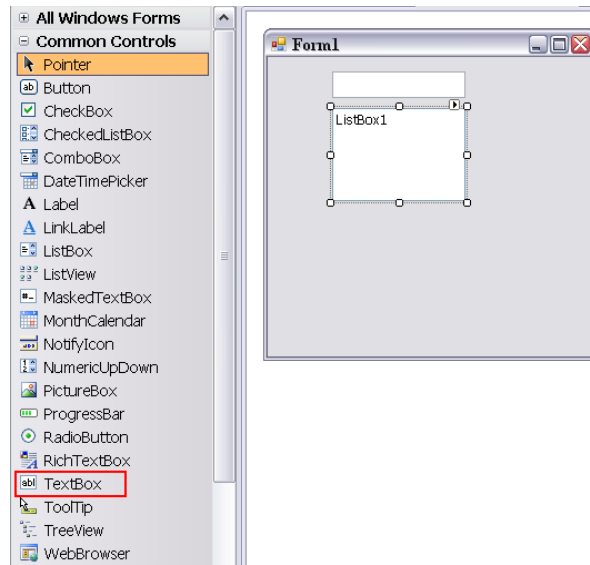 All Windows Forms
Common Controls
Pointer
Button
CheckBox
CheckedListBox
ComboBox
DateTimePicker
A Label
A LinkLabel
ListBox
ListView
MaskedTextBox
MonthCalendar
NotifyIcon
NumericUpDown
PictureBox
ProgressBar
RadioButton
RichTextBox
abl TextBox
ToolTip
TreeView
WebBrowser
Form1
ListBox1